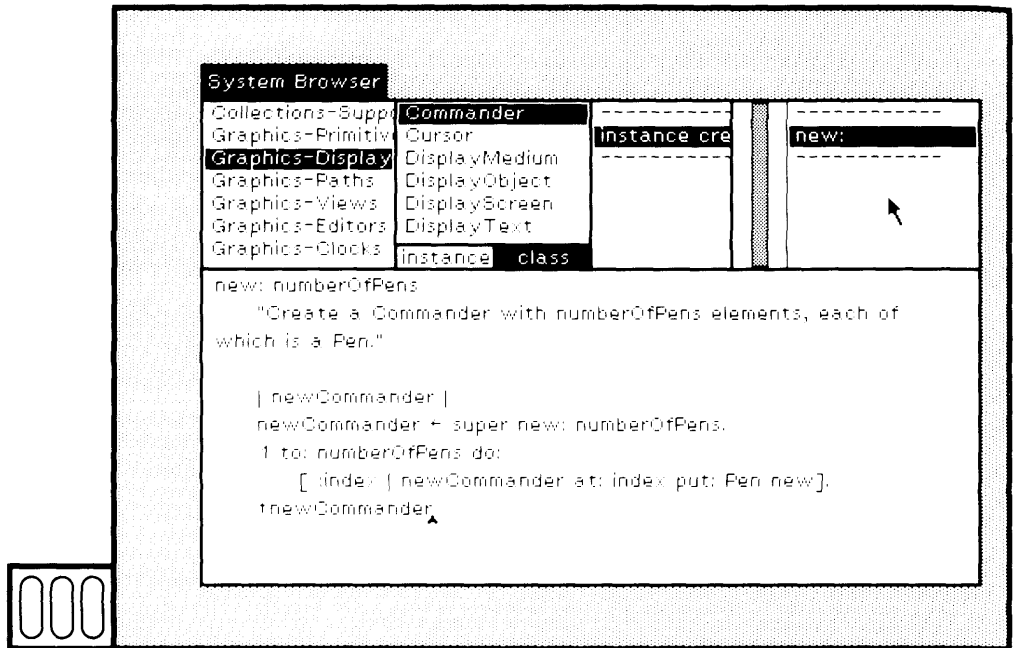 System Browser
Collections-Suppo
Graphics-Primitiv
Graphics-Display
Graphics-Paths
Graphics-Views
Graphics-Editors
Graphics-Clocks
Commander
Cursor
DisplayMedium
DisplayObject
DisplayScreen
DisplayText
instance class
instance cre
new:
new: numberOfPens
"Create a Commander with numberOfPens elements, each of
which is a Pen."
| newCommander |
newCommander ← super new: numberOfPens.
1 to: numberOfPens do:
[ :index | newCommander at: index put: Pen new].
↑newCommander